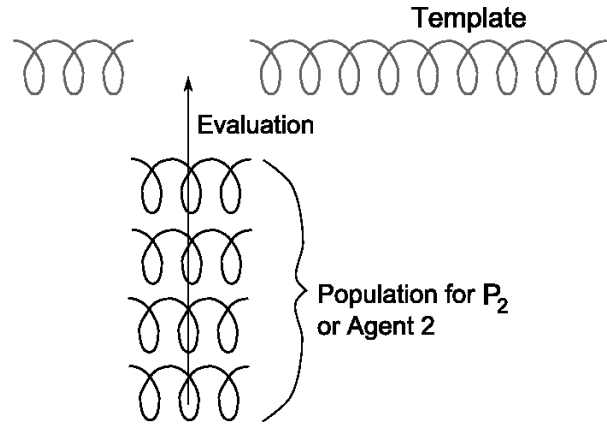 Template
Evaluation
Population for P₂
or Agent 2